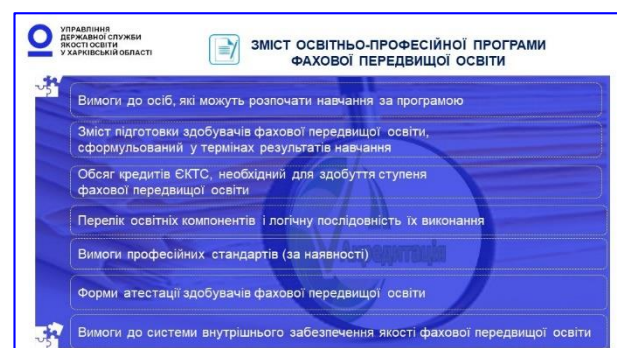 УПРАВЛІННЯ
ДЕРЖАВНОЇ СЛУЖБИ
ЯКОСТІ ОСВІТИ
У ХАРКІВСЬКІЙ ОБЛАСТІ
ЗМІСТ ОСВІТНЬО-ПРОФЕСІЙНОЇ ПРОГРАМИ
ФАХОВОЇ ПЕРЕДВИЩОЇ ОСВІТИ
Вимоги до осіб, які можуть розпочати навчання за програмою
Зміст підготовки здобувачів фахової передвищої освіти,
сформульований у термінах результатів навчання
Обсяг кредитів ЄКТС, необхідний для здобуття ступеня
фахової передвищої освіти
Перелік освітніх компонентів і логічну послідовність їх виконання
Вимоги професійних стандартів (за наявності)
Акредитація
Форми атестації здобувачів фахової передвищої освіти
Вимоги до системи внутрішнього забезпечення якості фахової передвищої освіти